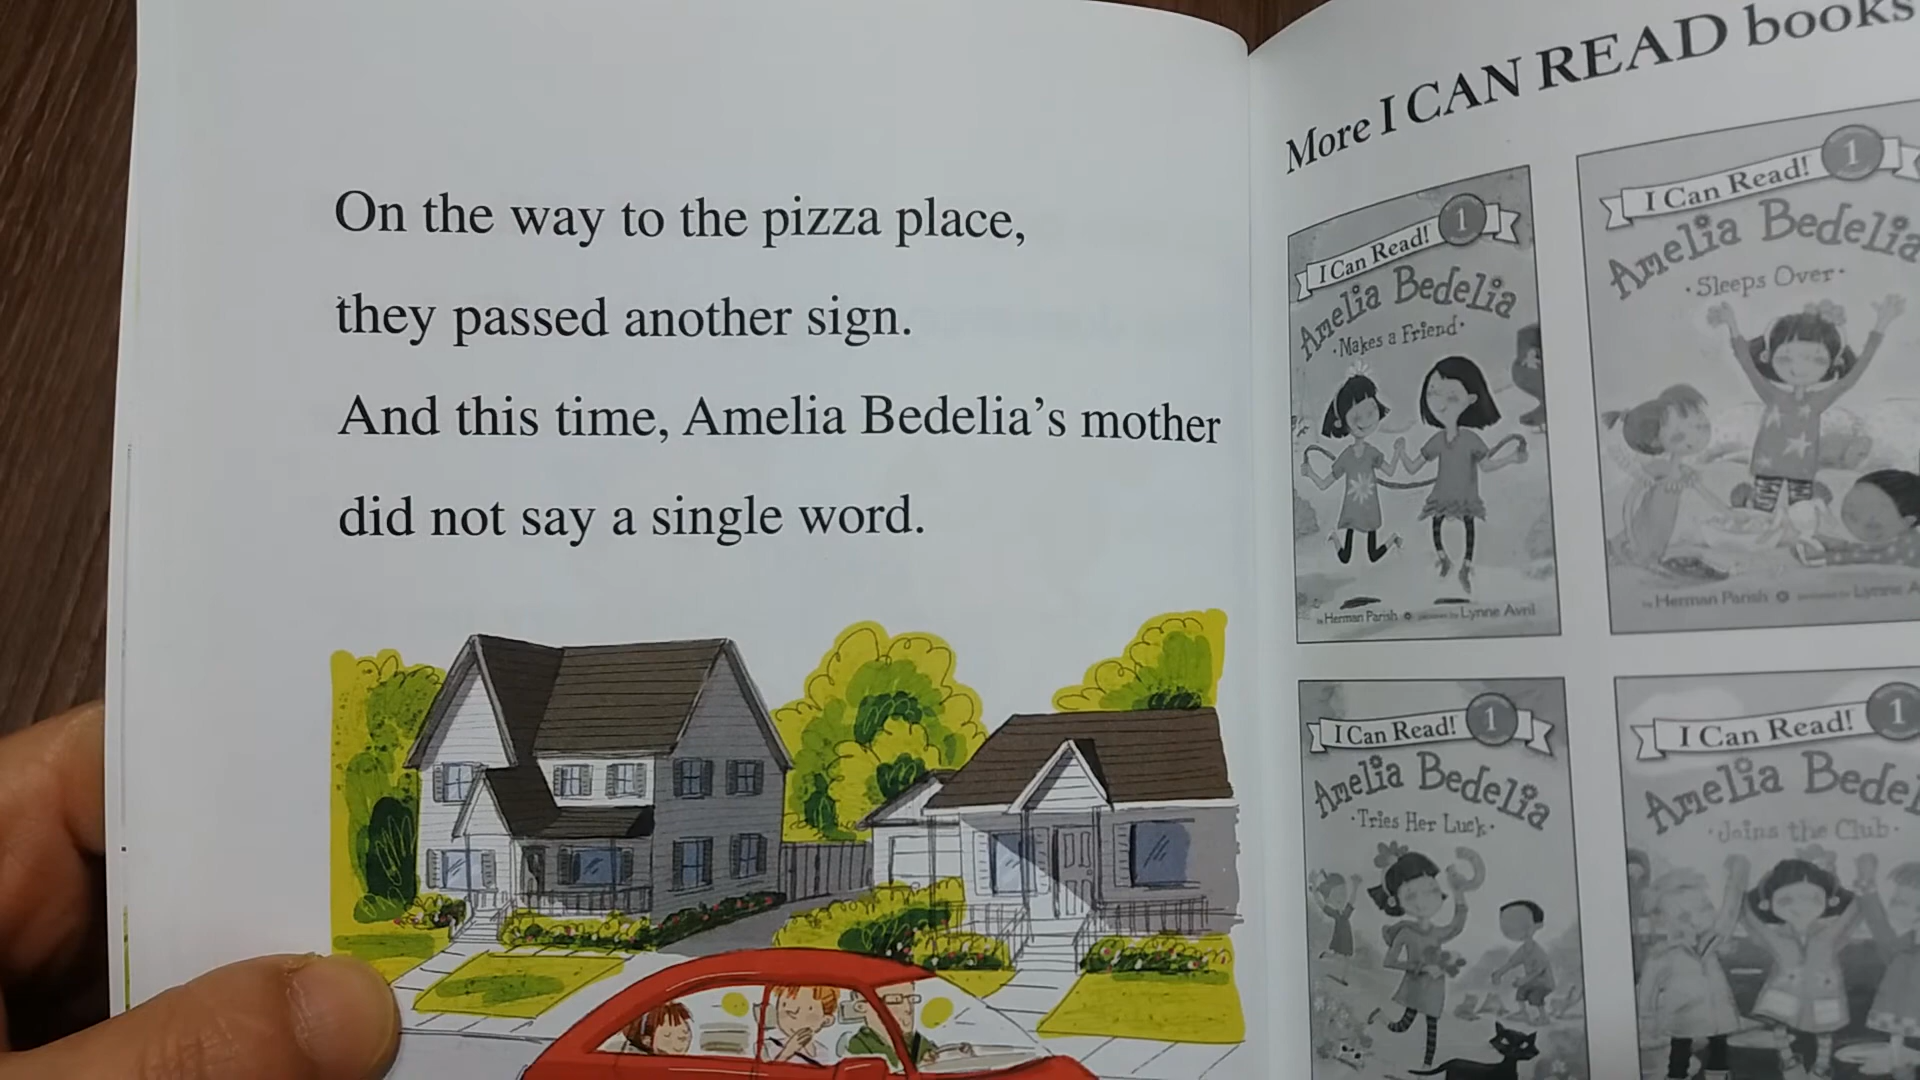 On the way to the pizza place,
they passed another sign.
And this time, Amelia Bedelia’s mother
did not say a single word.
More I CAN READ books
I Can Read! 1
Amelia Bedelia
·Makes a Friend·
by Herman Parish Lynne Avril
I Can Read! 1
Amelia Bedelia
·Sleeps Over·
by Herman Parish
I Can Read! 1
Amelia Bedelia
·Tries Her Luck·
I Can Read! 1
Amelia Bedel
·Joins the Club·